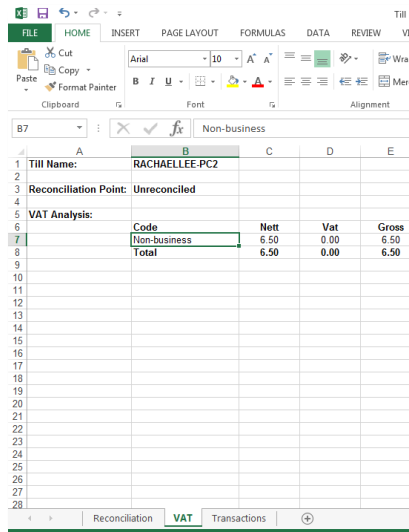 Till
FILE HOME INSERT PAGE LAYOUT FORMULAS DATA REVIEW VI
Cut
Copy
Format Painter
Paste
Arial 10 A A
B I U A
Wra
Mer
Clipboard Font Alignment
B7 fx Non-business
A B C D E
1 Till Name: RACHAELLEE-PC2
2
3 Reconciliation Point: Unreconciled
4
5 VAT Analysis:
6 Code Nett Vat Gross
7 Non-business 6.50 0.00 6.50
8 Total 6.50 0.00 6.50
9
10
11
12
13
14
15
16
17
18
19
20
21
22
23
24
25
26
27
28
Reconciliation VAT Transactions